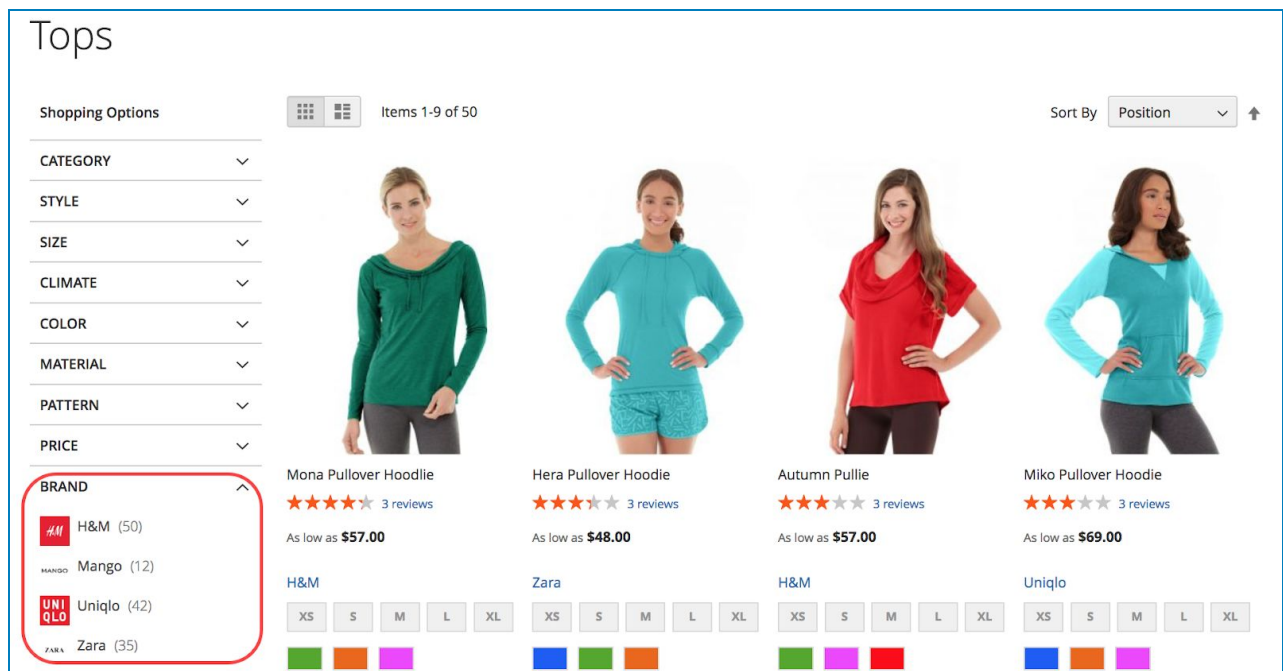 Tops
Shopping Options
Items 1-9 of 50
Sort By Position
CATEGORY
STYLE
SIZE
CLIMATE
COLOR
MATERIAL
PATTERN
PRICE
BRAND
H&M H&M (50)
MANGO Mango (12)
UNI
QLO Uniqlo (42)
ZARA Zara (35)
Mona Pullover Hoodlie
3 reviews
As low as $57.00
H&M
XS S M L XL
Hera Pullover Hoodie
3 reviews
As low as $48.00
Zara
XS S M L XL
Autumn Pullie
3 reviews
As low as $57.00
H&M
XS S M L XL
Miko Pullover Hoodie
3 reviews
As low as $69.00
Uniqlo
XS S M L XL